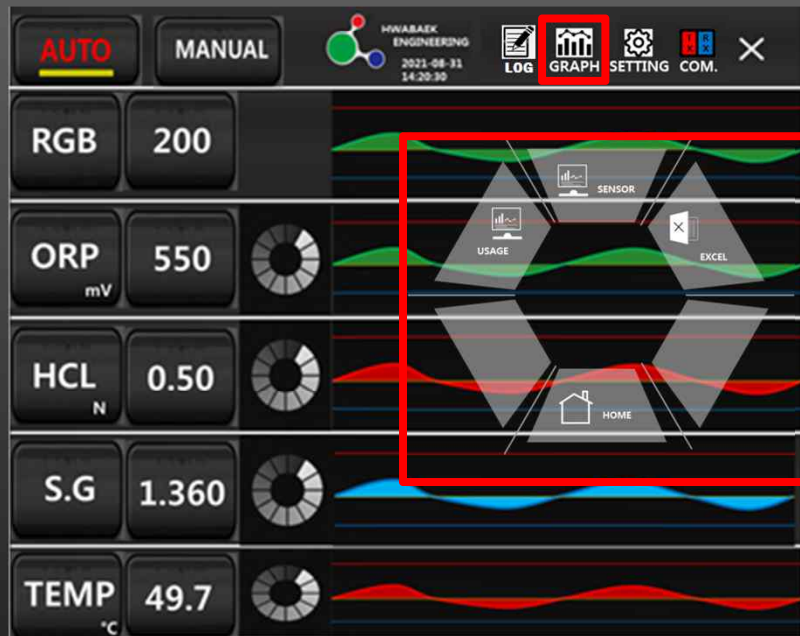 AUTO
MANUAL
HWABAEK
ENGINEERING
2021-08-31
14:20:30
LOG
GRAPH
SETTING
T R
X X
COM.
RGB
200
SENSOR
USAGE
EXCEL
ORP
mV
550
HCL
N
0.50
HOME
S.G
1.360
TEMP
°C
49.7